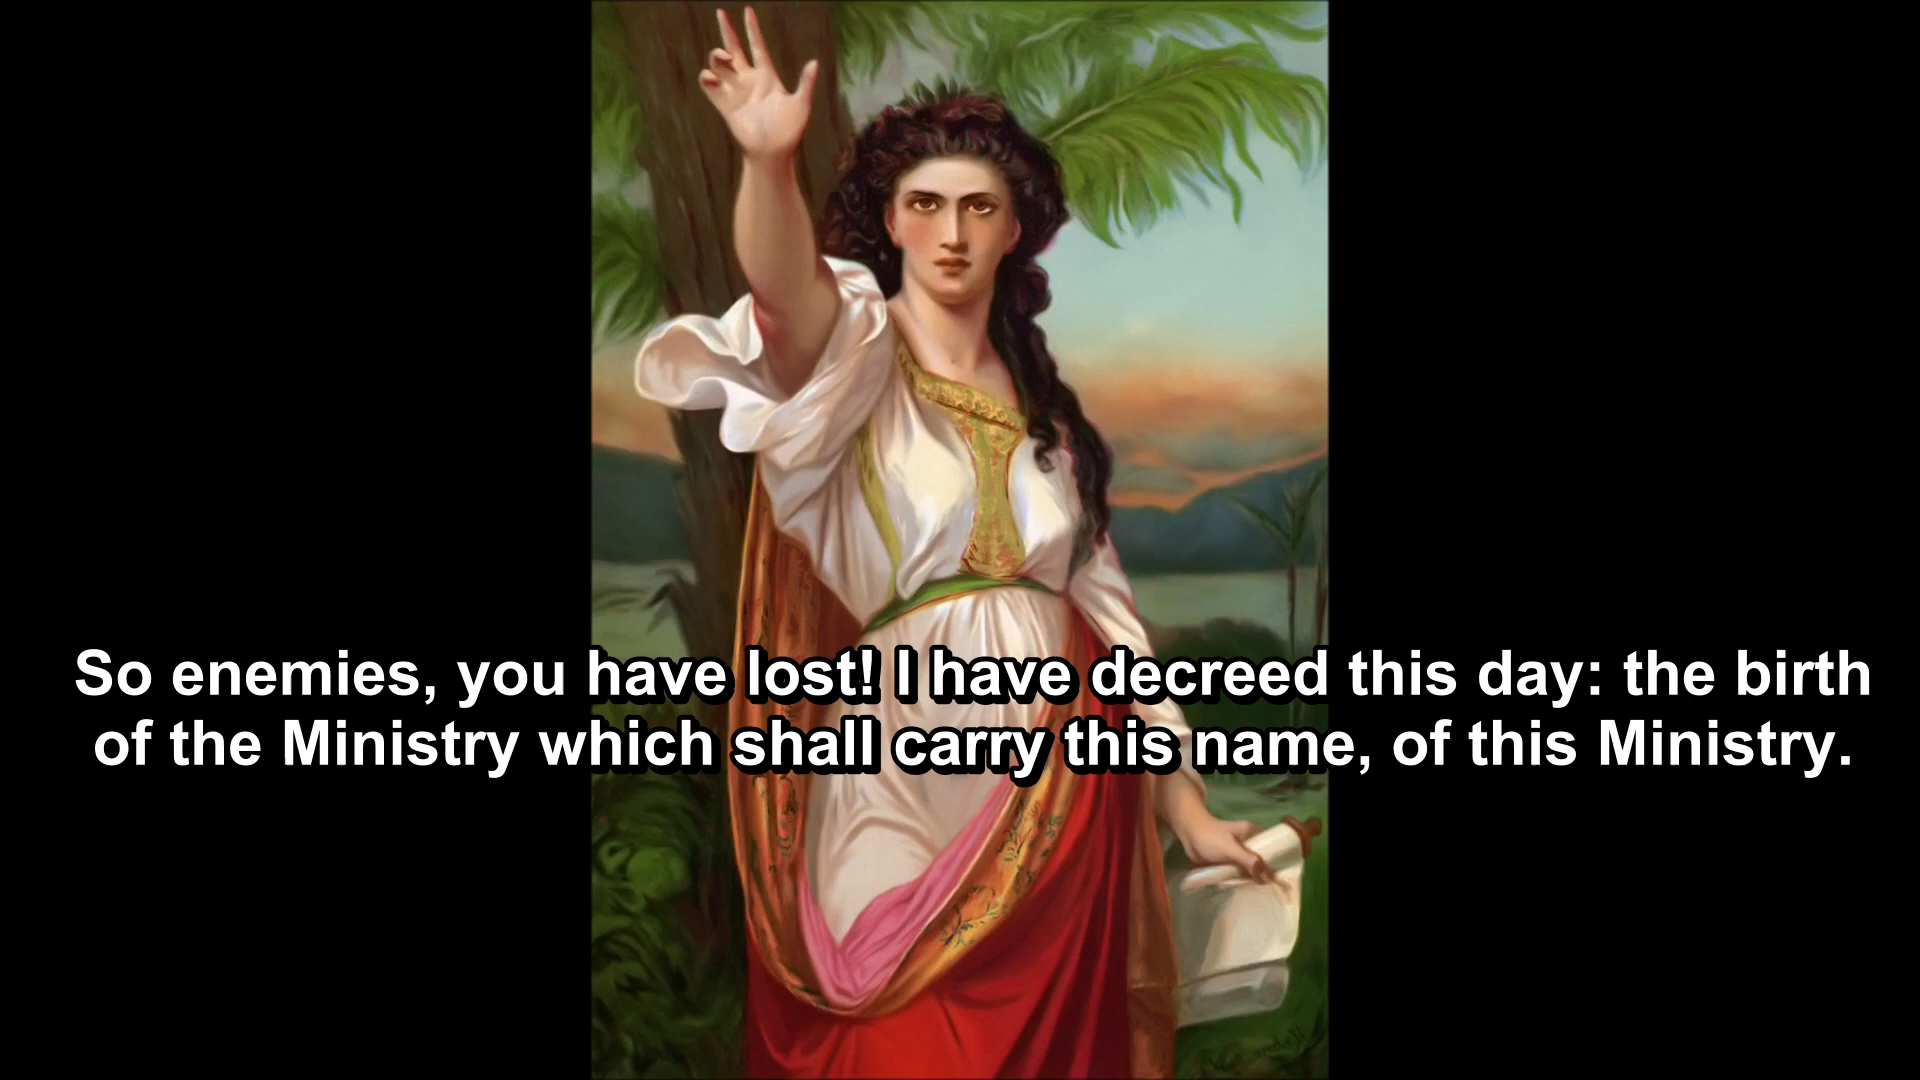 So enemies, you have lost! I have decreed this day: the birth
of the Ministry which shall carry this name, of this Ministry.